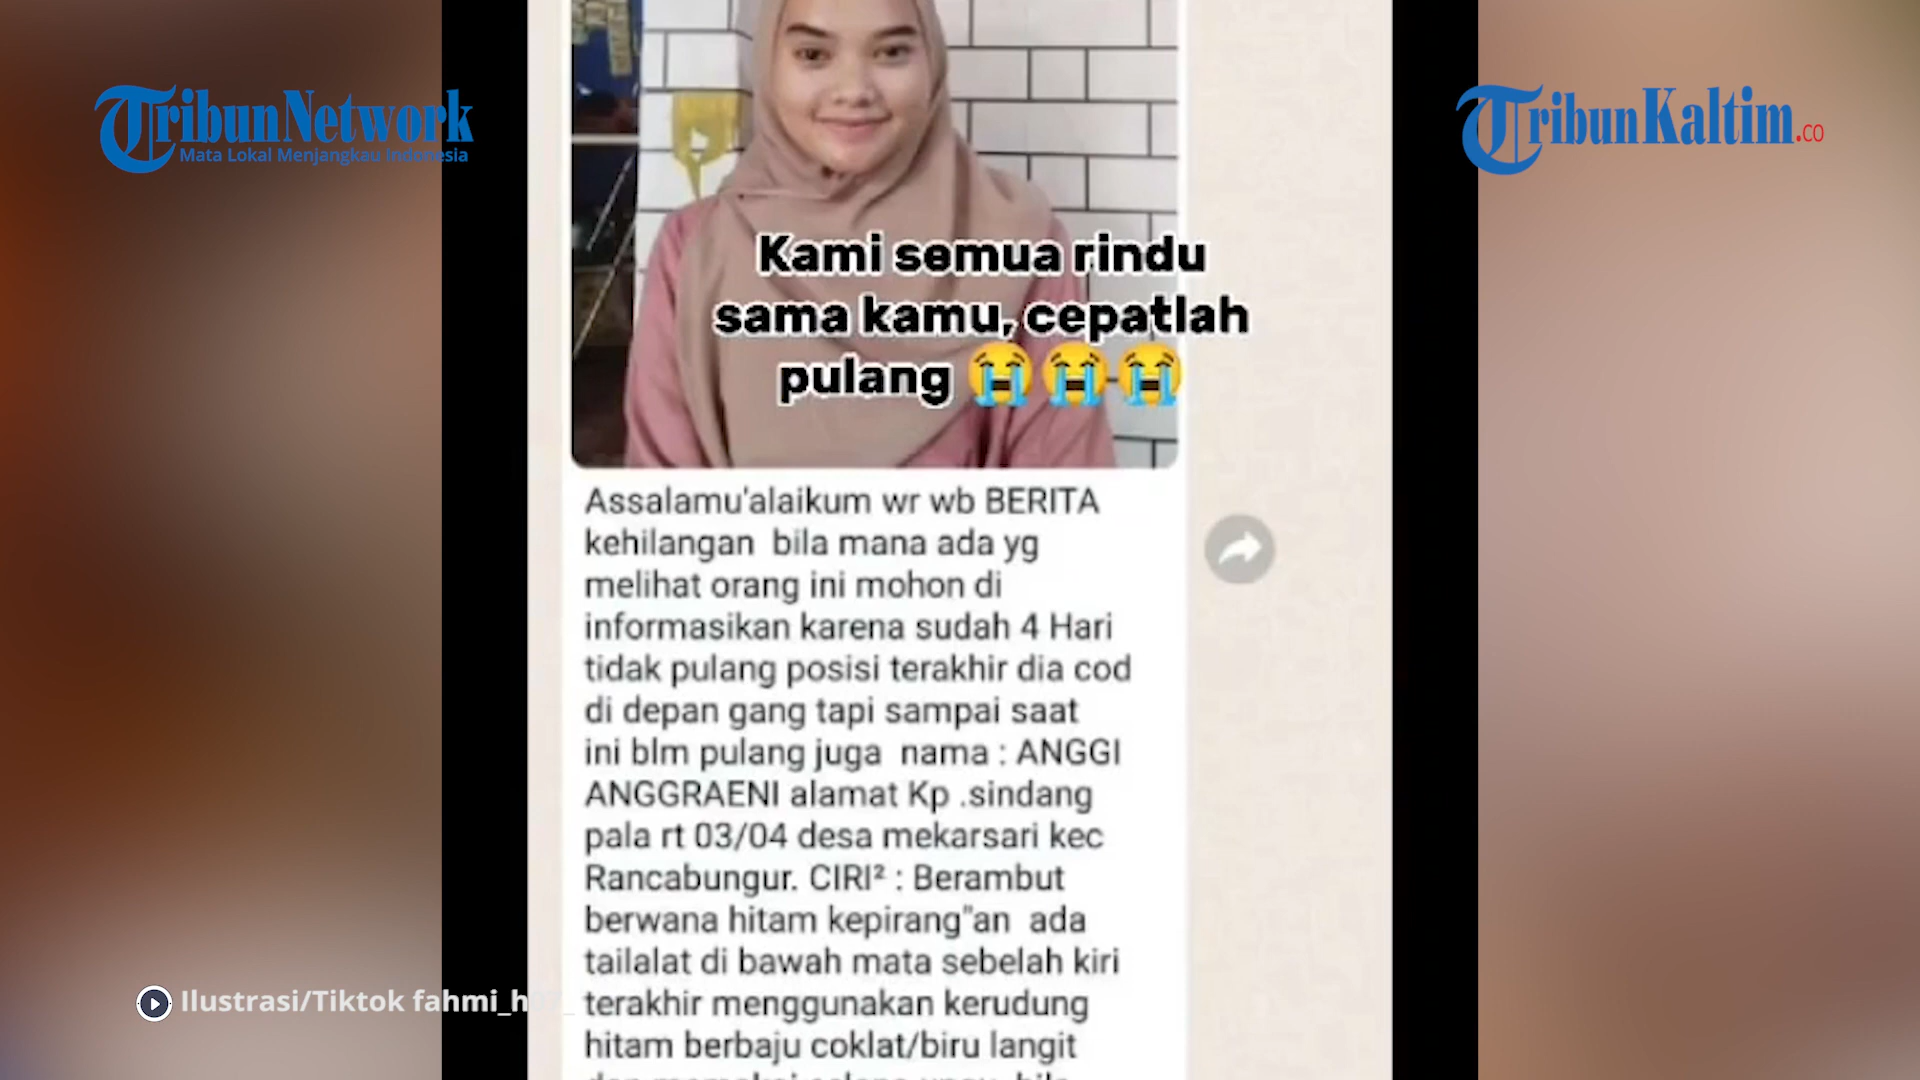 TribunNetwork
Mata Lokal Menjangkau Indonesia
TribunKaltim.co
Kami semua rindu
sama kamu, cepatlah
pulang 😭😭😭
Assalamu'alaikum wr wb BERITA
kehilangan bila mana ada yg
melihat orang ini mohon di
informasikan karena sudah 4 Hari
tidak pulang posisi terakhir dia cod
di depan gang tapi sampai saat
ini blm pulang juga nama : ANGGI
ANGGRAENI alamat Kp .sindang
pala rt 03/04 desa mekarsari kec
Rancabungur. CIRI² : Berambut
berwana hitam kepirang"an ada
tailalat di bawah mata sebelah kiri
terakhir menggunakan kerudung
hitam berbaju coklat/biru langit
Ilustrasi/Tiktok